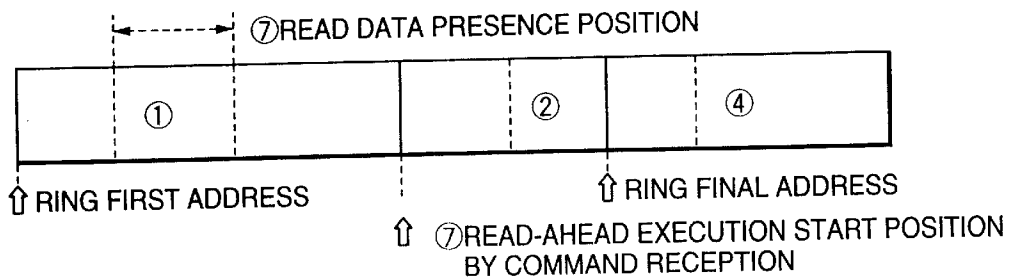 ⑦READ DATA PRESENCE POSITION
① ② ④
RING FIRST ADDRESS RING FINAL ADDRESS
⑦READ-AHEAD EXECUTION START POSITION
BY COMMAND RECEPTION